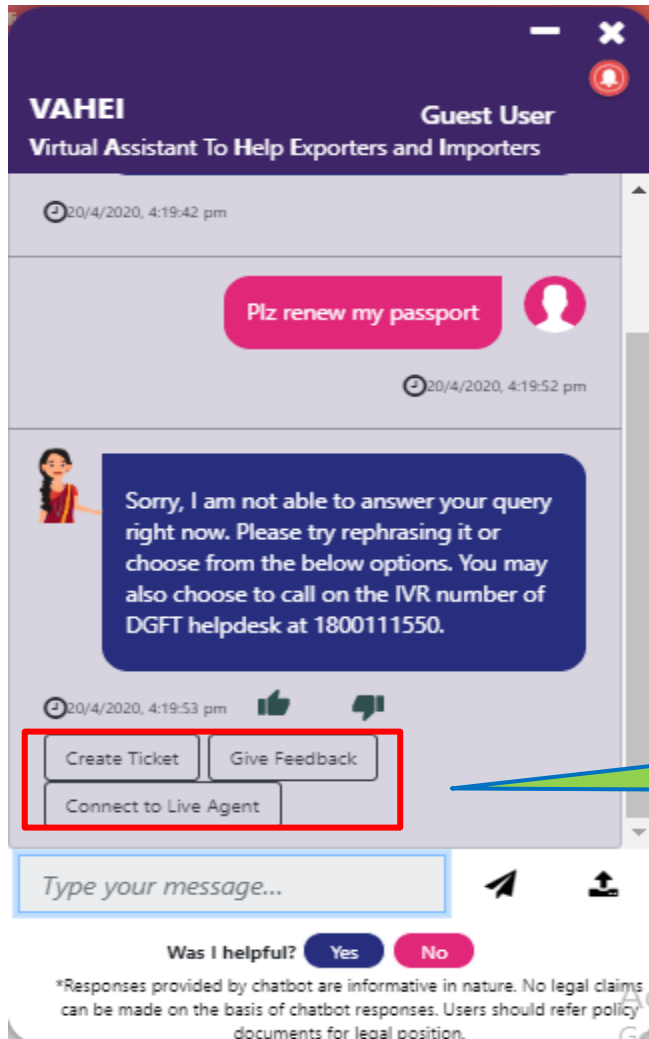 VAHEI
Guest User
Virtual Assistant To Help Exporters and Importers
20/4/2020, 4:19:42 pm
Plz renew my passport
20/4/2020, 4:19:52 pm
Sorry, I am not able to answer your query
right now. Please try rephrasing it or
choose from the below options. You may
also choose to call on the IVR number of
DGFT helpdesk at 1800111550.
20/4/2020, 4:19:53 pm
Create Ticket
Give Feedback
Connect to Live Agent
Type your message...
Was I helpful? Yes No
*Responses provided by chatbot are informative in nature. No legal claims
can be made on the basis of chatbot responses. Users should refer policy
documents for legal position.